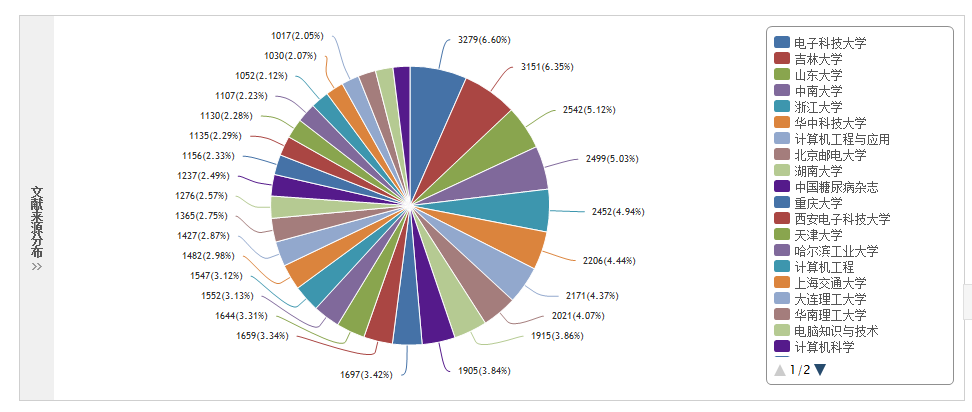 文献来源分布
»
3279(6.60%)
3151(6.35%)
2542(5.12%)
2499(5.03%)
2452(4.94%)
2206(4.44%)
2171(4.37%)
2021(4.07%)
1915(3.86%)
1905(3.84%)
1697(3.42%)
1659(3.34%)
1644(3.31%)
1552(3.13%)
1547(3.12%)
1482(2.98%)
1427(2.87%)
1365(2.75%)
1276(2.57%)
1237(2.49%)
1156(2.33%)
1135(2.29%)
1130(2.28%)
1107(2.23%)
1052(2.12%)
1030(2.07%)
1017(2.05%)
电子科技大学
吉林大学
山东大学
中南大学
浙江大学
华中科技大学
计算机工程与应用
北京邮电大学
湖南大学
中国糖尿病杂志
重庆大学
西安电子科技大学
天津大学
哈尔滨工业大学
计算机工程
上海交通大学
大连理工大学
华南理工大学
电脑知识与技术
计算机科学
1/2